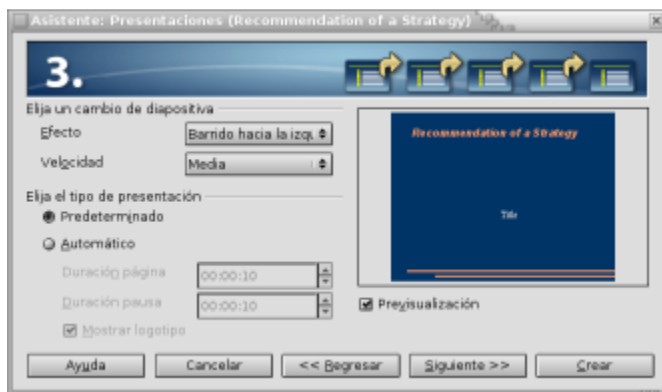 Asistente: Presentaciones (Recommendation of a Strategy)
3.
Elija un cambio de diapositiva
Efecto
Barrido hacia la izqu
Velocidad
Media
Elija el tipo de presentación
Predeterminado
Automático
Duración página
00:00:10
Duración pausa
00:00:10
Mostrar logotipo
Recommendation of a Strategy
Title
Previsualización
Ayuda
Cancelar
<< Regresar
Siguiente >>
Crear